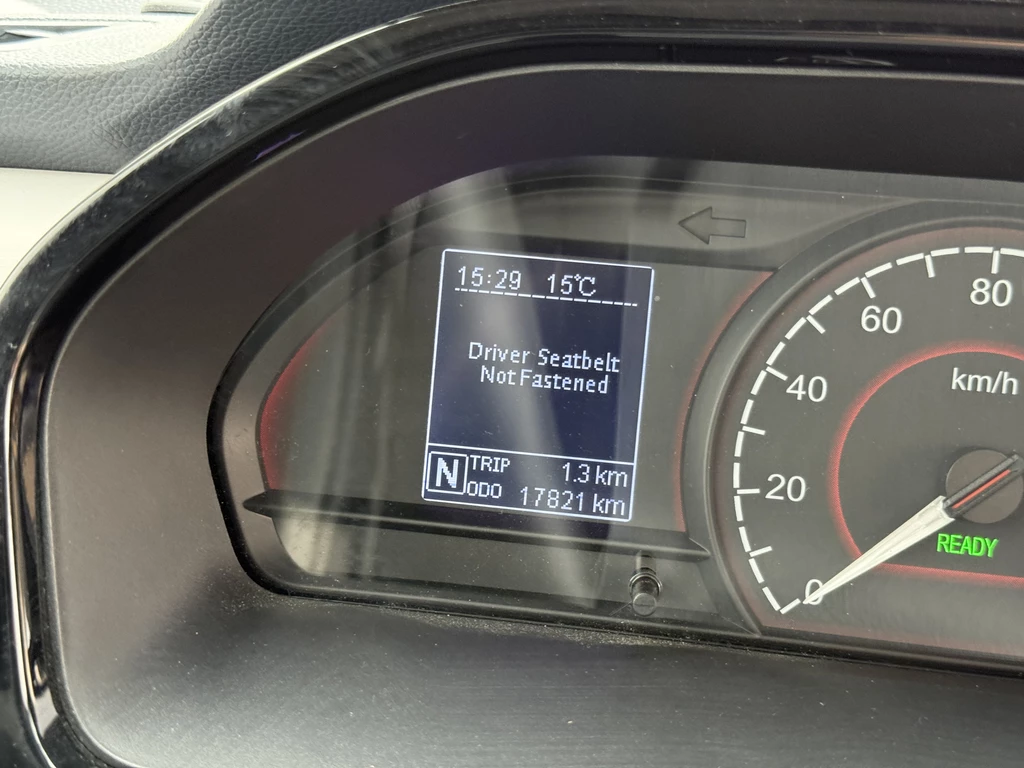 15:29 15°C
Driver Seatbelt
Not Fastened
N
TRIP 1.3 km
ODO 17821 km
80
60
40
20
0
km/h
READY